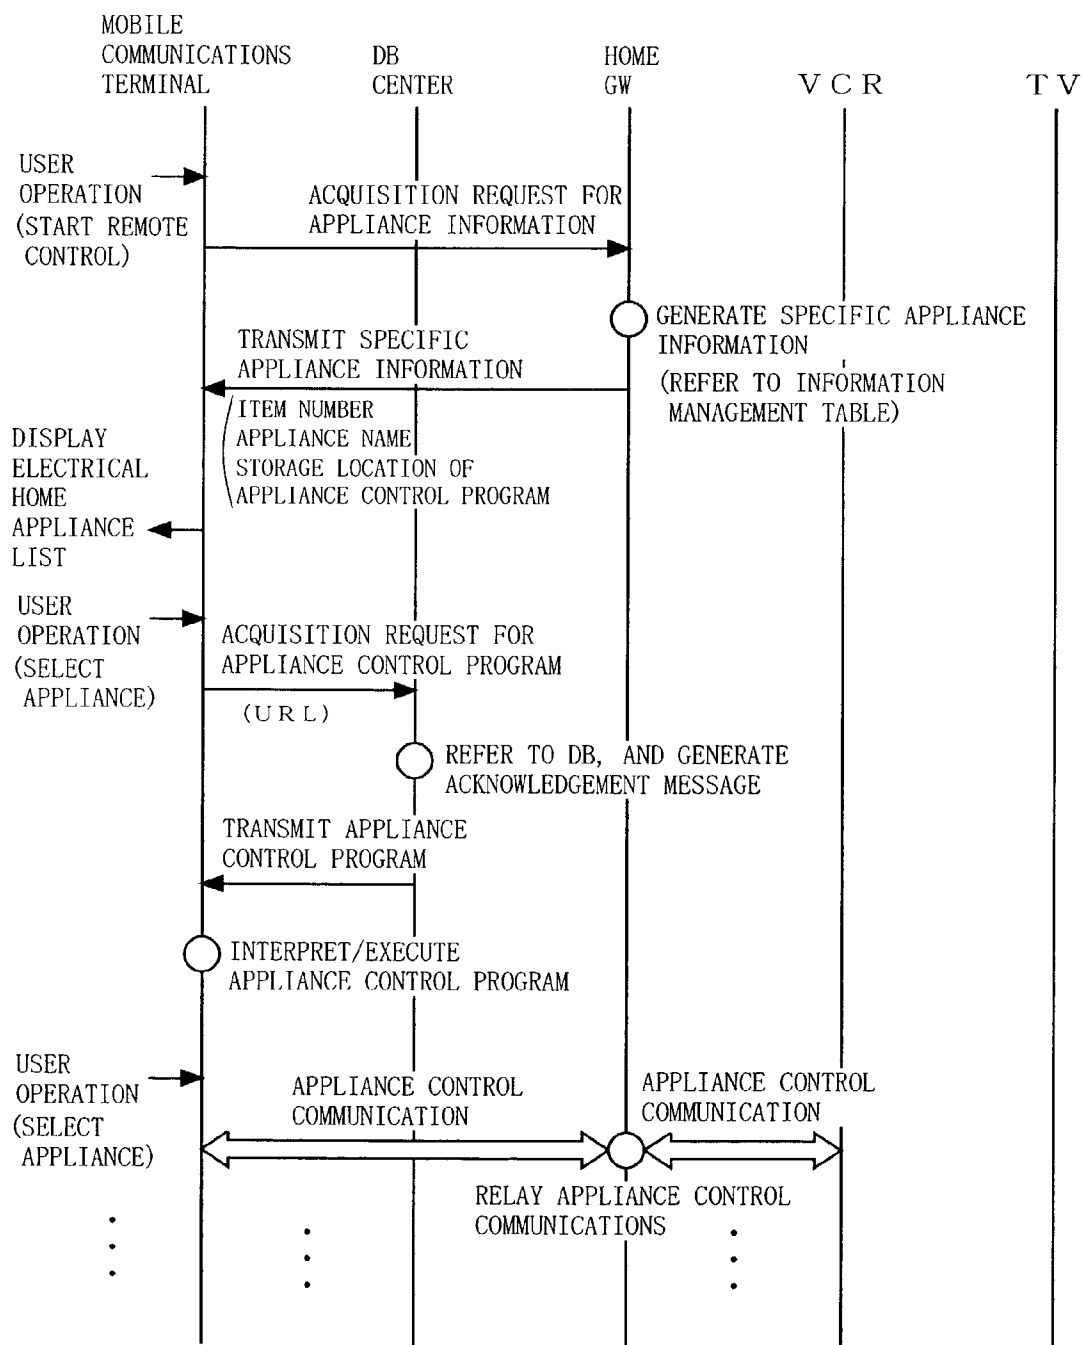 MOBILE
COMMUNICATIONS
TERMINAL
DB
CENTER
HOME
GW
VCR
TV
USER
OPERATION
(START REMOTE
CONTROL)
ACQUISITION REQUEST FOR
APPLIANCE INFORMATION
GENERATE SPECIFIC APPLIANCE
INFORMATION
(REFER TO INFORMATION
MANAGEMENT TABLE)
TRANSMIT SPECIFIC
APPLIANCE INFORMATION
(ITEM NUMBER
APPLIANCE NAME
STORAGE LOCATION OF
APPLIANCE CONTROL PROGRAM
DISPLAY
ELECTRICAL
HOME
APPLIANCE
LIST
USER
OPERATION
(SELECT
APPLIANCE)
ACQUISITION REQUEST FOR
APPLIANCE CONTROL PROGRAM
(URL)
REFER TO DB, AND GENERATE
ACKNOWLEDGEMENT MESSAGE
TRANSMIT APPLIANCE
CONTROL PROGRAM
INTERPRET/EXECUTE
APPLIANCE CONTROL PROGRAM
USER
OPERATION
(SELECT
APPLIANCE)
APPLIANCE CONTROL
COMMUNICATION
APPLIANCE CONTROL
COMMUNICATION
RELAY APPLIANCE CONTROL
COMMUNICATIONS